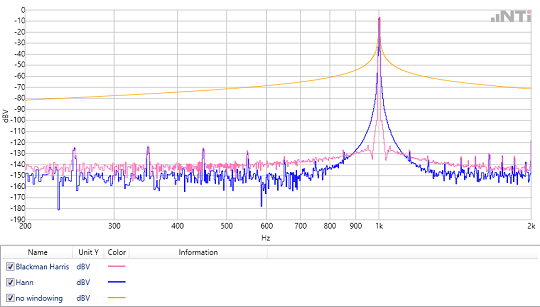 0
-10
-20
-30
-40
-50
-60
-70
-80
-90
-100
-110
-120
-130
-140
-150
-160
-170
-180
-190
dBV
NTi
200 300 400 500 600 700 800 900 1k 2k
Hz
Name Unit Y Color Information
Blackman Harris dBV
Hann dBV
no windowing dBV